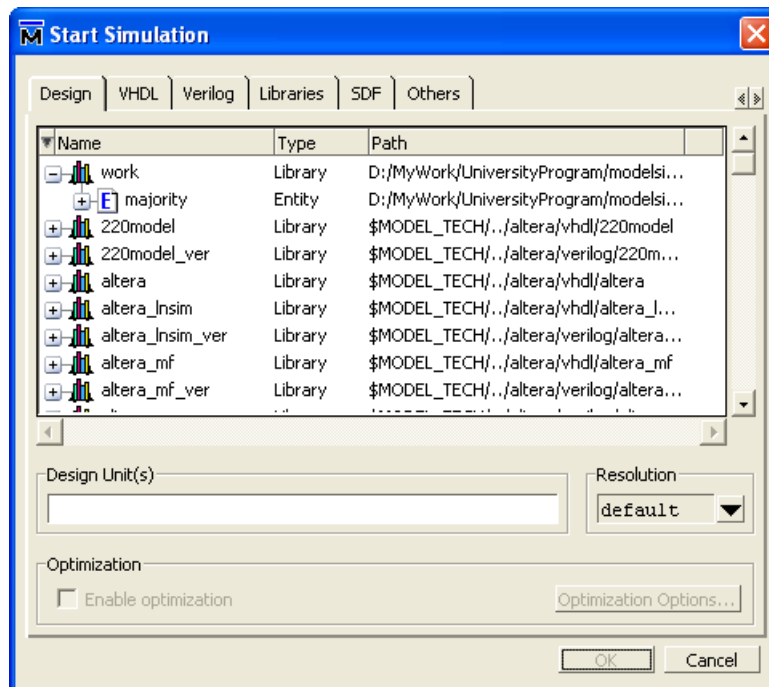 Start Simulation
Design VHDL Verilog Libraries SDF Others
Name Type Path
work Library D:/MyWork/UniversityProgram/modelsi...
E majority Entity D:/MyWork/UniversityProgram/modelsi...
220model Library $MODEL_TECH/../altera/vhdl/220model
220model_ver Library $MODEL_TECH/../altera/verilog/220m...
altera Library $MODEL_TECH/../altera/vhdl/altera
altera_lnsim Library $MODEL_TECH/../altera/vhdl/altera_l...
altera_lnsim_ver Library $MODEL_TECH/../altera/verilog/altera...
altera_mf Library $MODEL_TECH/../altera/vhdl/altera_mf
altera_mf_ver Library $MODEL_TECH/../altera/verilog/altera...
Design Unit(s) Resolution
default
Optimization
Enable optimization Optimization Options...
OK Cancel